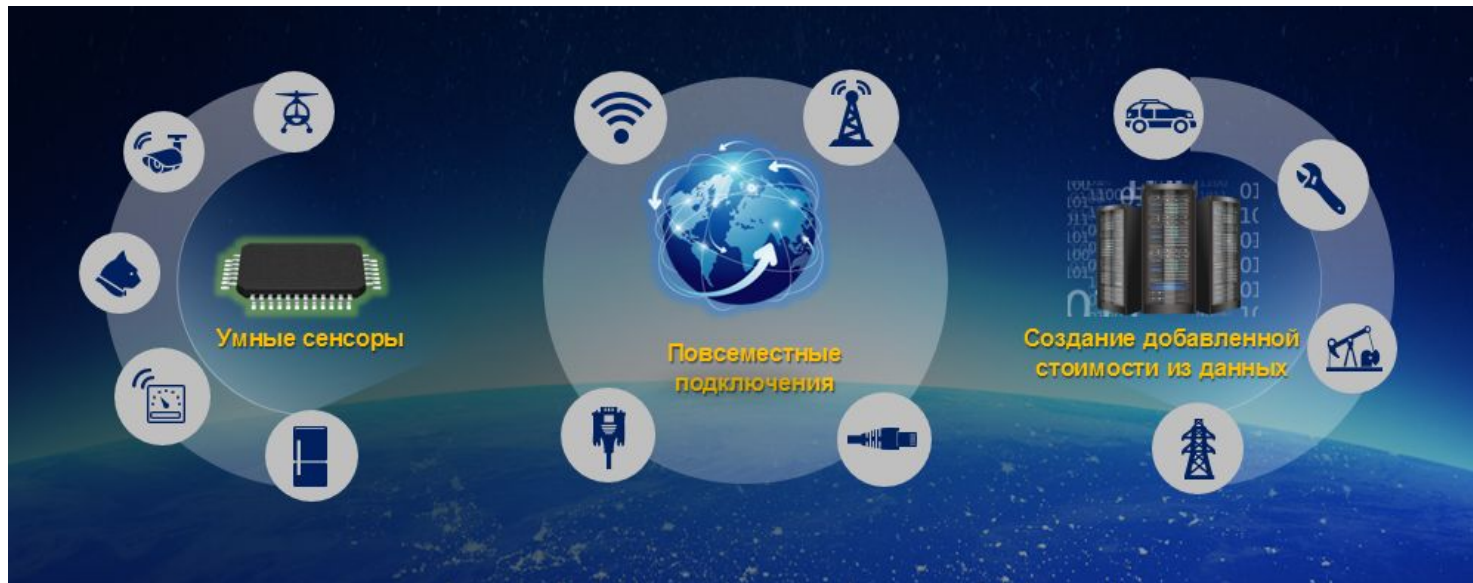 Умные сенсоры
Повсеместные
подключения
Создание добавленной
стоимости из данных